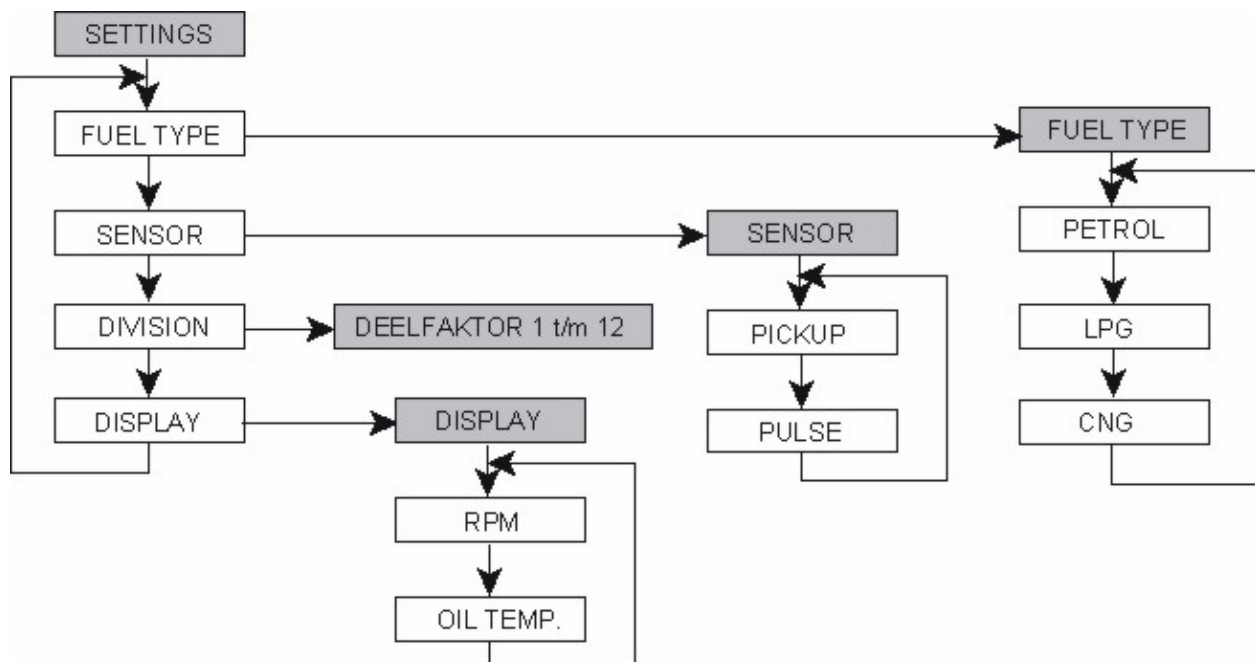 SETTINGS
FUEL TYPE
FUEL TYPE
SENSOR
SENSOR
PETROL
DIVISION
DEELFAKTOR 1 t/m 12
PICKUP
LPG
DISPLAY
DISPLAY
PULSE
CNG
RPM
OIL TEMP.